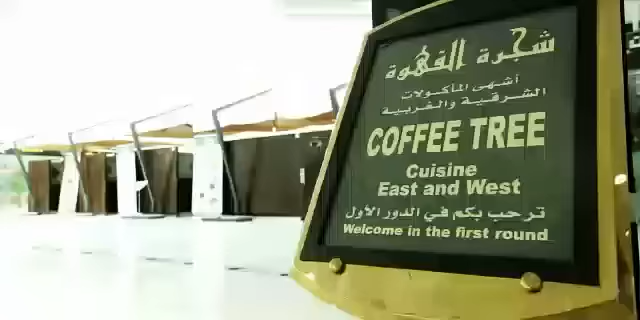 شجرة القهوة
أشهى المأكولات
الشرقية والغربية
COFFEE TREE
Cuisine
East and West
ترحب بكم في الدور الأول
Welcome in the first round